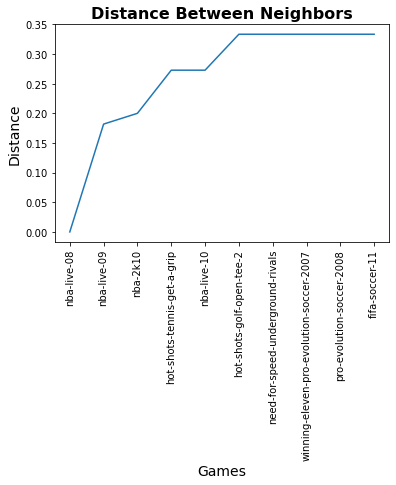 Distance Between Neighbors
0.35
0.30
0.25
0.20
0.15
0.10
0.05
0.00
Distance
nba-live-08
nba-live-09
nba-2k10
hot-shots-tennis-get-a-grip
nba-live-10
hot-shots-golf-open-tee-2
need-for-speed-underground-rivals
winning-eleven-pro-evolution-soccer-2007
pro-evolution-soccer-2008
fifa-soccer-11
Games